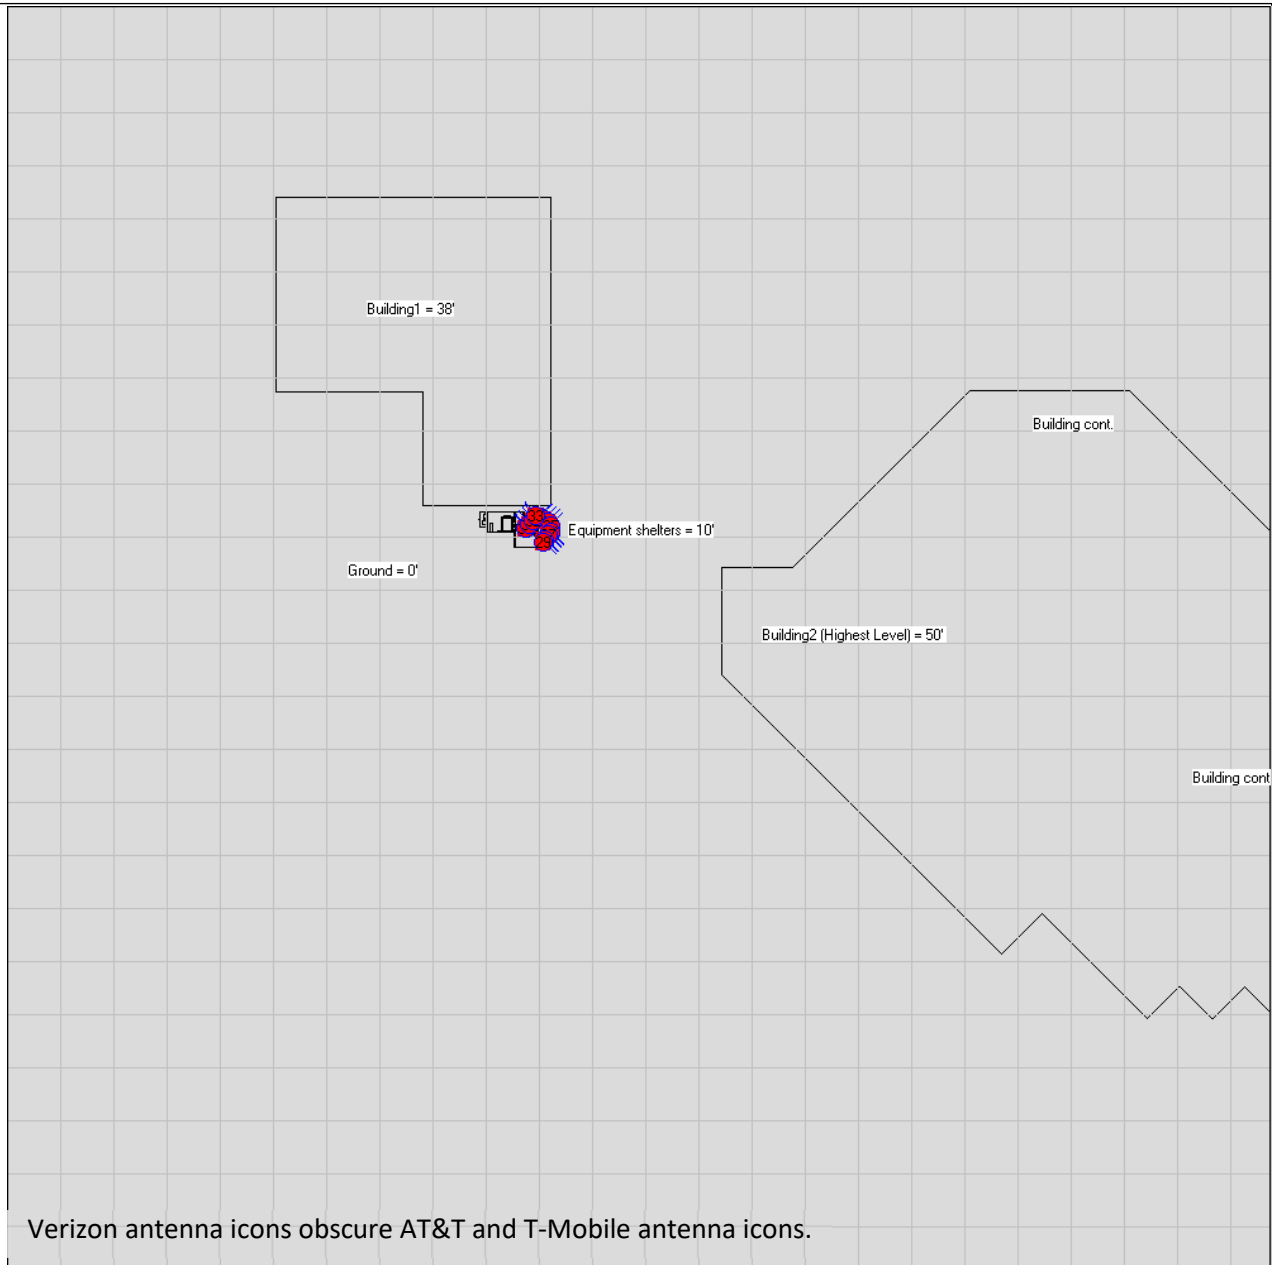 Building1 = 38'
Building cont.
Equipment shelters = 10'
Ground = 0'
Building2 (Highest Level) = 50'
Building cont
Verizon antenna icons obscure AT&T and T-Mobile antenna icons.